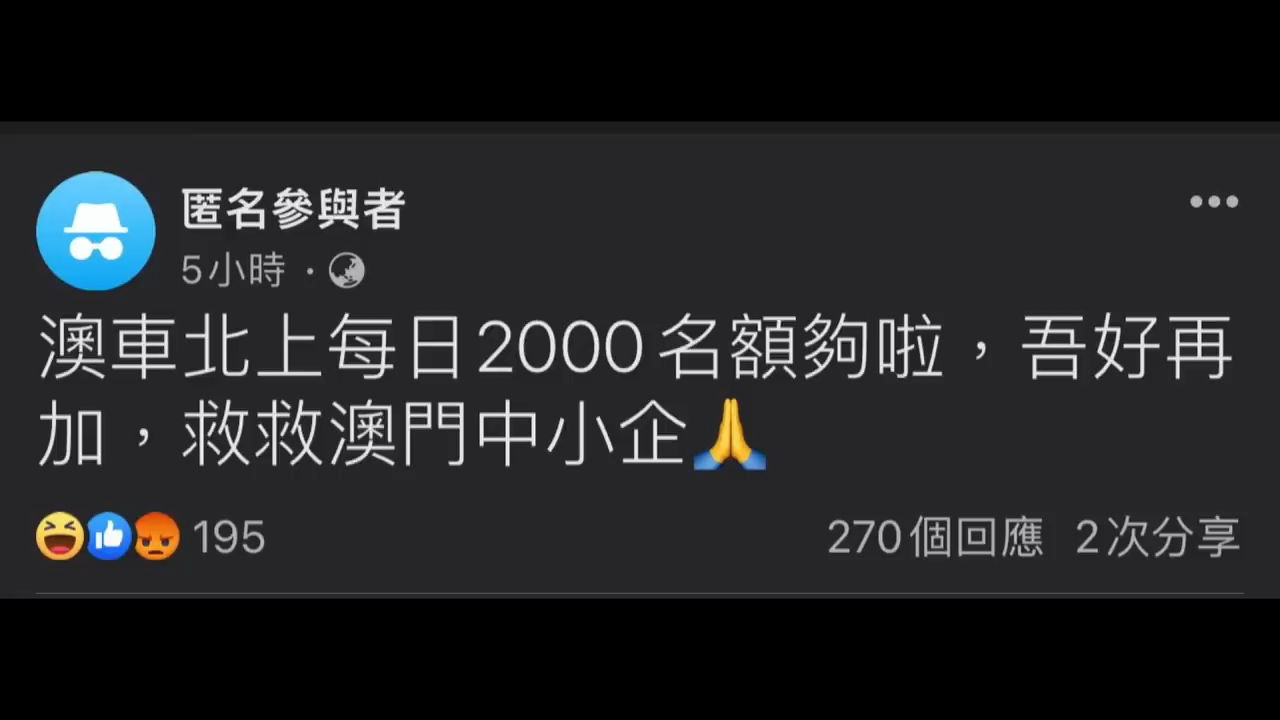 匿名參與者
5小時 ·
澳車北上每日2000名額夠啦，吾好再
加，救救澳門中小企🙏
195 270個回應 2次分享